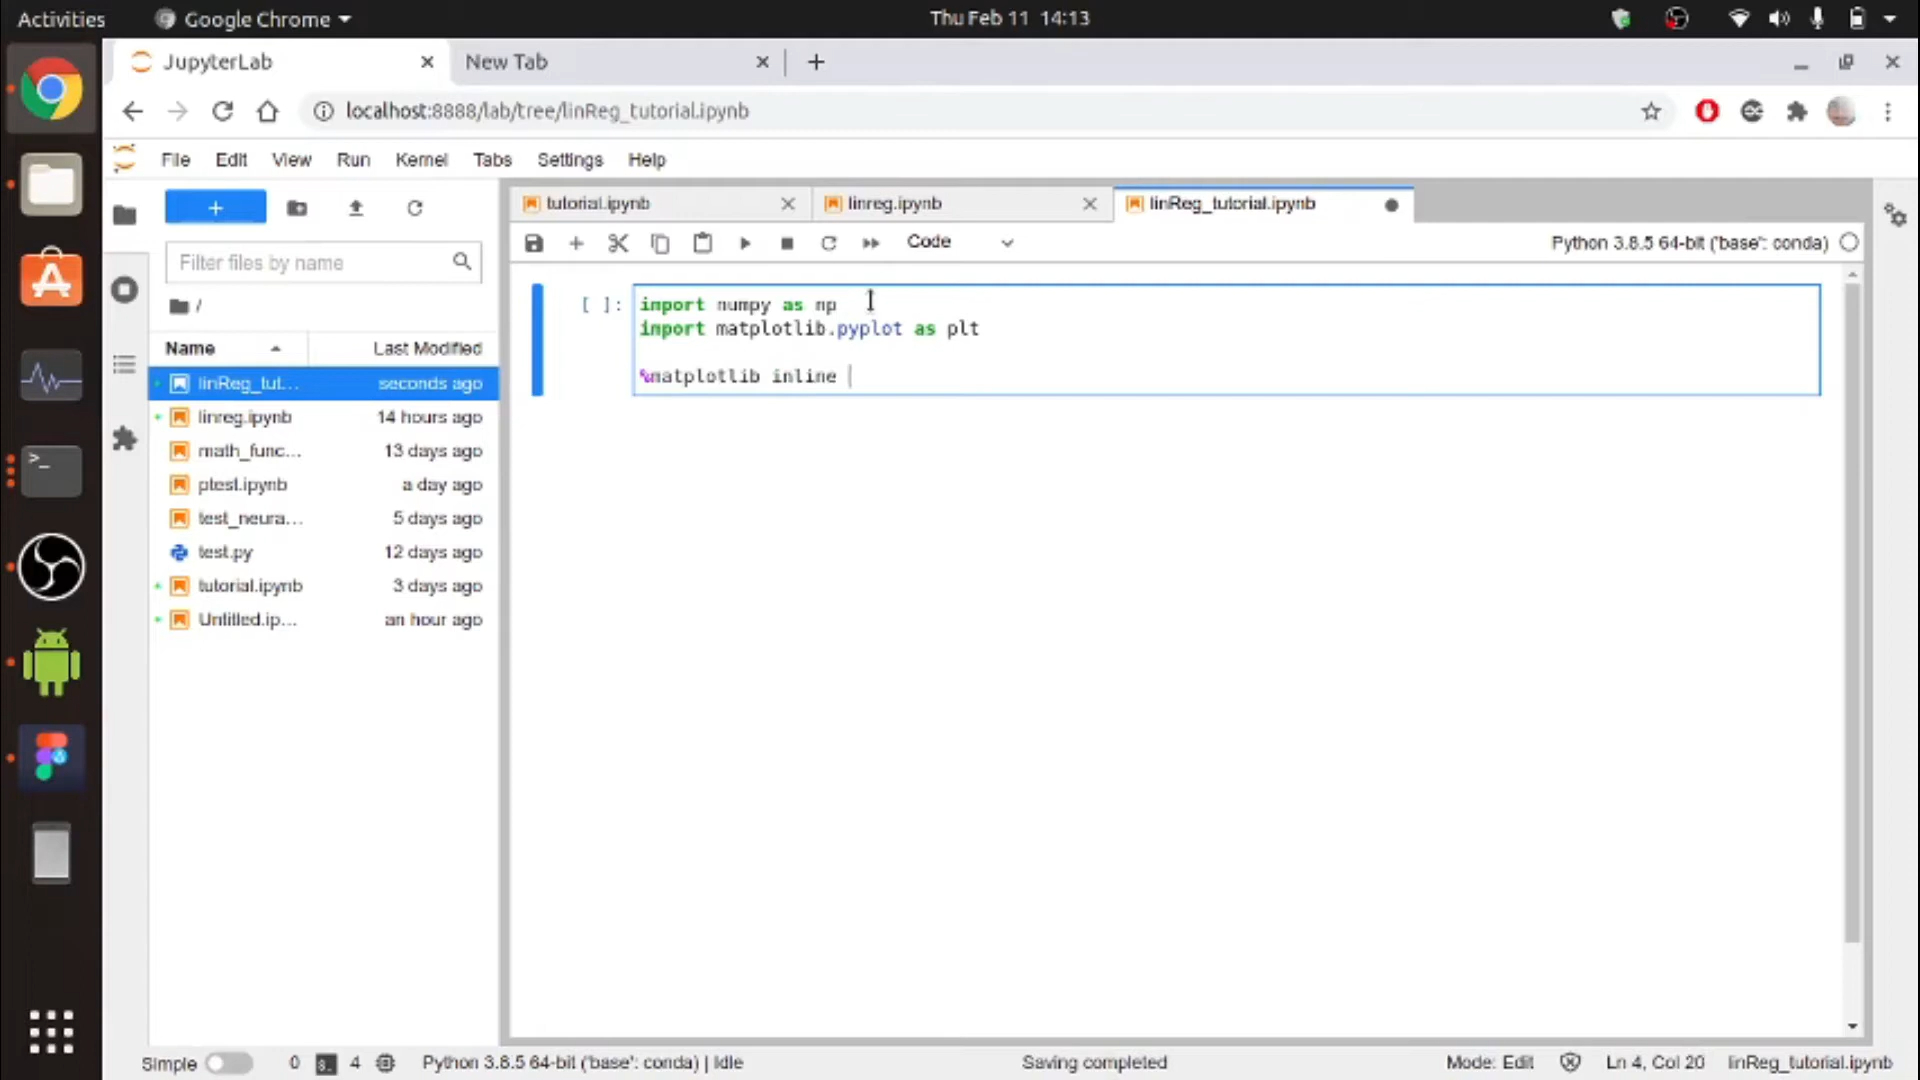 Activities Google Chrome Thu Feb 11 14:13
JupyterLab New Tab
localhost:8888/lab/tree/linReg_tutorial.ipynb
File Edit View Run Kernel Tabs Settings Help
tutorial.ipynb linreg.ipynb linReg_tutorial.ipynb
Code Python 3.8.5 64-bit ('base': conda)
Filter files by name
/
Name Last Modified
linReg_tut... seconds ago
linreg.ipynb 14 hours ago
math_func... 13 days ago
ptest.ipynb a day ago
test_neura... 5 days ago
test.py 12 days ago
tutorial.ipynb 3 days ago
Untitled.ip... an hour ago
[ ]: import numpy as np
import matplotlib.pyplot as plt
%matplotlib inline
Simple 0 4 Python 3.8.5 64-bit ('base': conda) | Idle Saving completed Mode: Edit Ln 4, Col 20 linReg_tutorial.ipynb